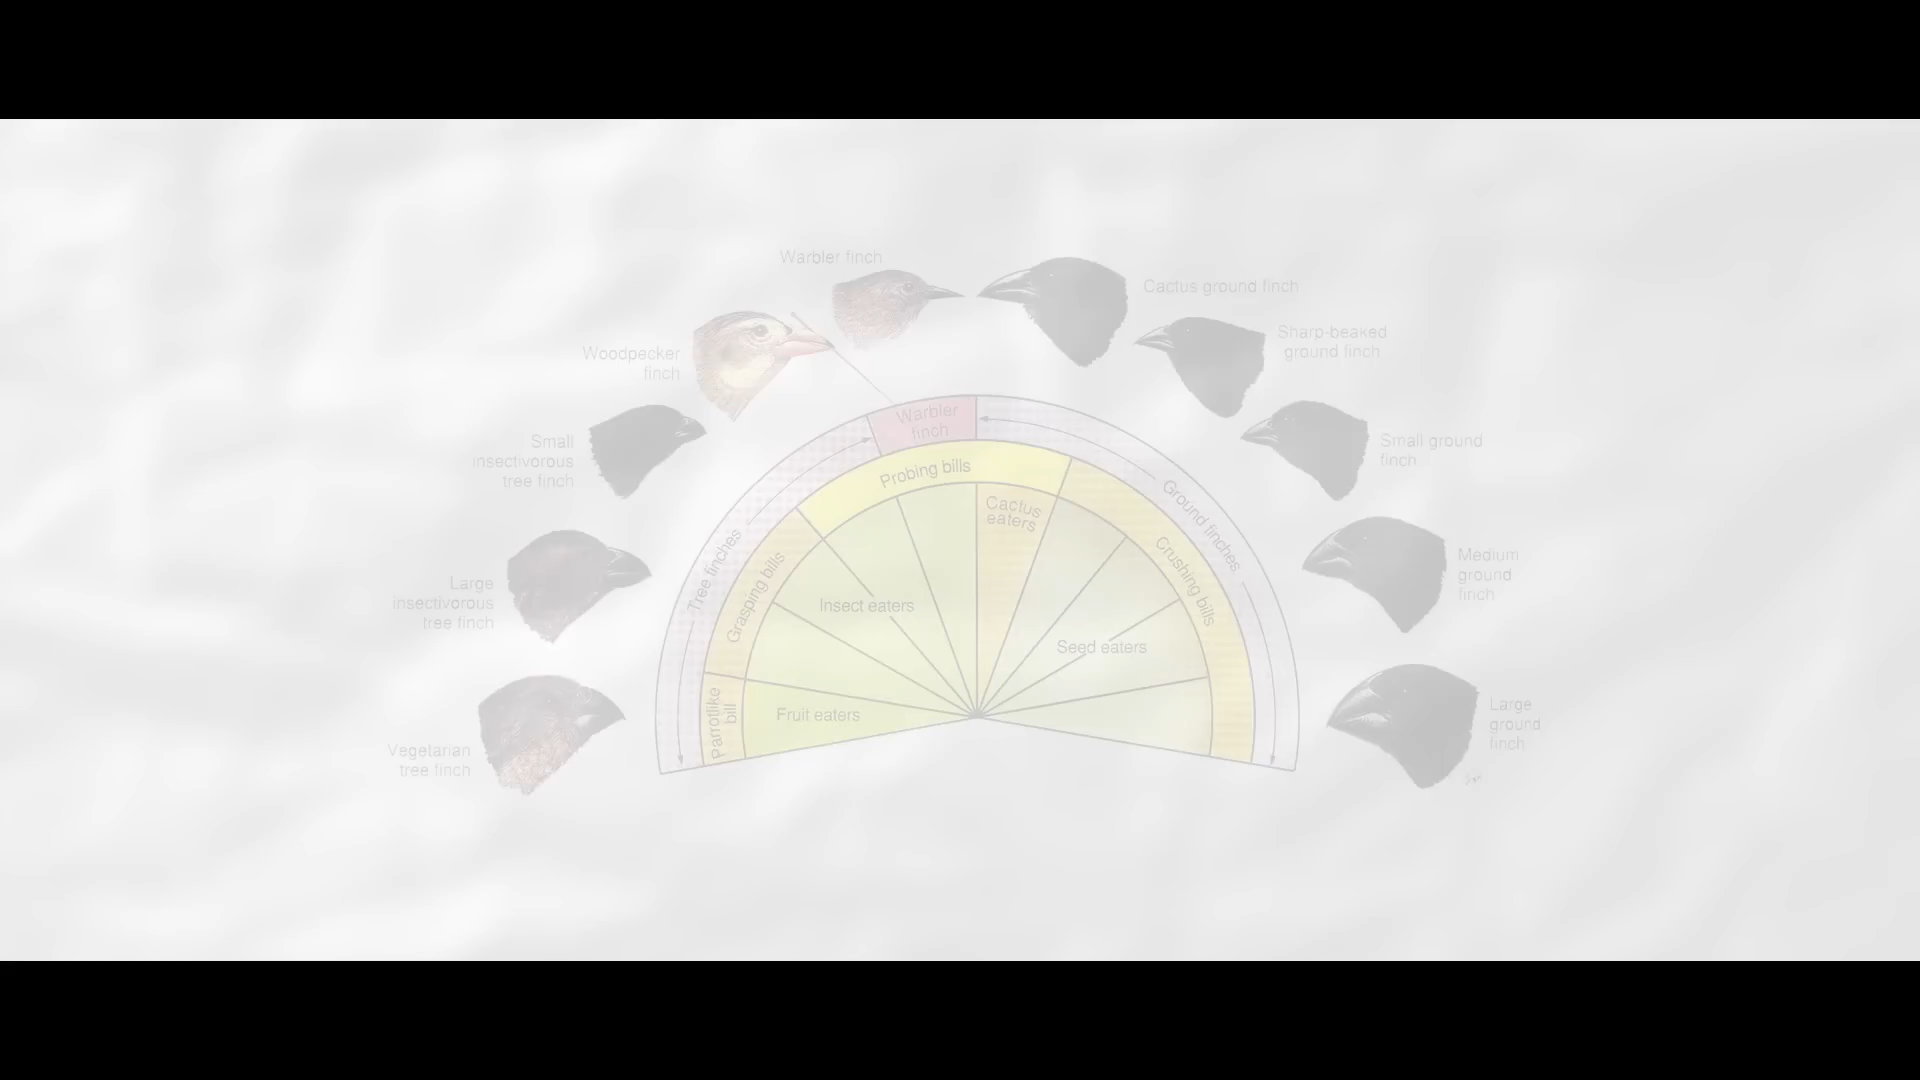 Warbler finch
Cactus ground finch
Sharp-beaked
ground finch
Woodpecker
finch
Small
insectivorous
tree finch
Small ground
finch
Large
insectivorous
tree finch
Medium
ground
finch
Vegetarian
tree finch
Large
ground
finch
Warbler
finch
Probing bills
Tree finches
Grasping bills
Parrotlike
bill
Ground finches
Crushing bills
Cactus
eaters
Insect eaters
Seed eaters
Fruit eaters